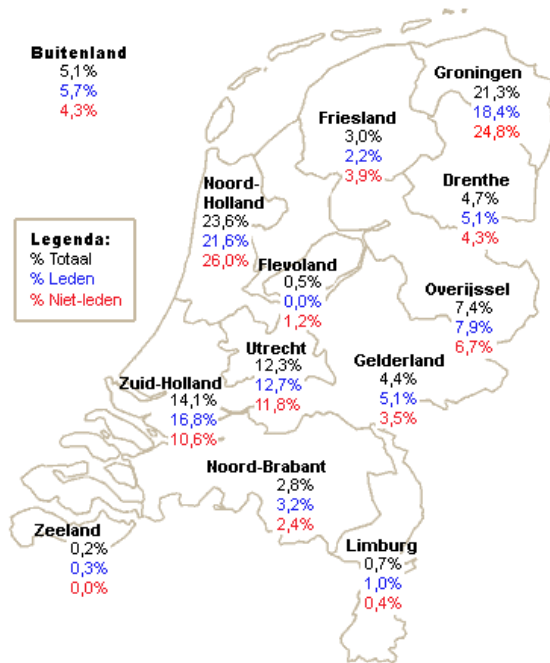 Buitenland
5,1%
5,7%
4,3%
Groningen
21,3%
18,4%
24,8%
Friesland
3,0%
2,2%
3,9%
Drenthe
4,7%
5,1%
4,3%
Noord-
Holland
23,6%
21,6%
26,0%
Legenda:
% Totaal
% Leden
% Niet-leden
Flevoland
0,5%
0,0%
1,2%
Overijssel
7,4%
7,9%
6,7%
Utrecht
12,3%
12,7%
11,8%
Gelderland
4,4%
5,1%
3,5%
Zuid-Holland
14,1%
16,8%
10,6%
Noord-Brabant
2,8%
3,2%
2,4%
Zeeland
0,2%
0,3%
0,0%
Limburg
0,7%
1,0%
0,4%